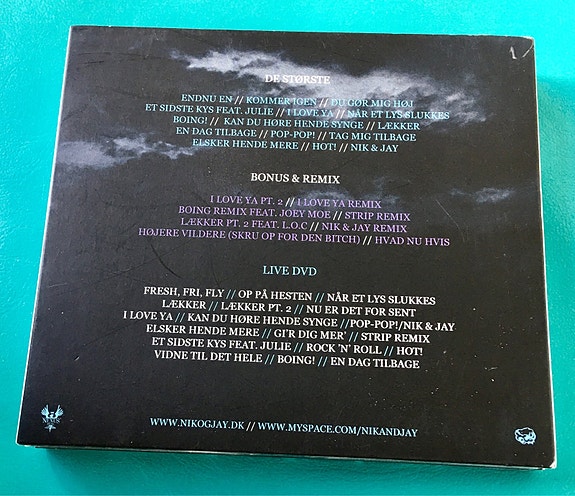 DE STØRSTE
ENDNU EN // KOMMER IGEN // DU GØR MIG HØJ
ET SIDSTE KYS FEAT. JULIE // I LOVE YA // NÅR ET LYS SLUKKES
BOING! // KAN DU HØRE HENDE SYNGE // LÆKKER
EN DAG TILBAGE // POP-POP! // TAG MIG TILBAGE
ELSKER HENDE MERE // HOT! // NIK & JAY
BONUS & REMIX
I LOVE YA PT. 2 // I LOVE YA REMIX
BOING REMIX FEAT. JOEY MOE // STRIP REMIX
LÆKKER PT. 2 FEAT. L.O.C // NIK & JAY REMIX
HØJERE VILDERE (SKRU OP FOR DEN BITCH) // HVAD NU HVIS
LIVE DVD
FRESH, FRI, FLY // OP PÅ HESTEN // NÅR ET LYS SLUKKES
LÆKKER // LÆKKER PT. 2 // NU ER DET FOR SENT
I LOVE YA // KAN DU HØRE HENDE SYNGE //POP-POP!/NIK & JAY
ELSKER HENDE MERE // GI'R DIG MER' // STRIP REMIX
ET SIDSTE KYS FEAT. JULIE // ROCK 'N' ROLL // HOT!
VIDNE TIL DET HELE // BOING! // EN DAG TILBAGE
WWW.NIKOGJAY.DK // WWW.MYSPACE.COM/NIKANDJAY